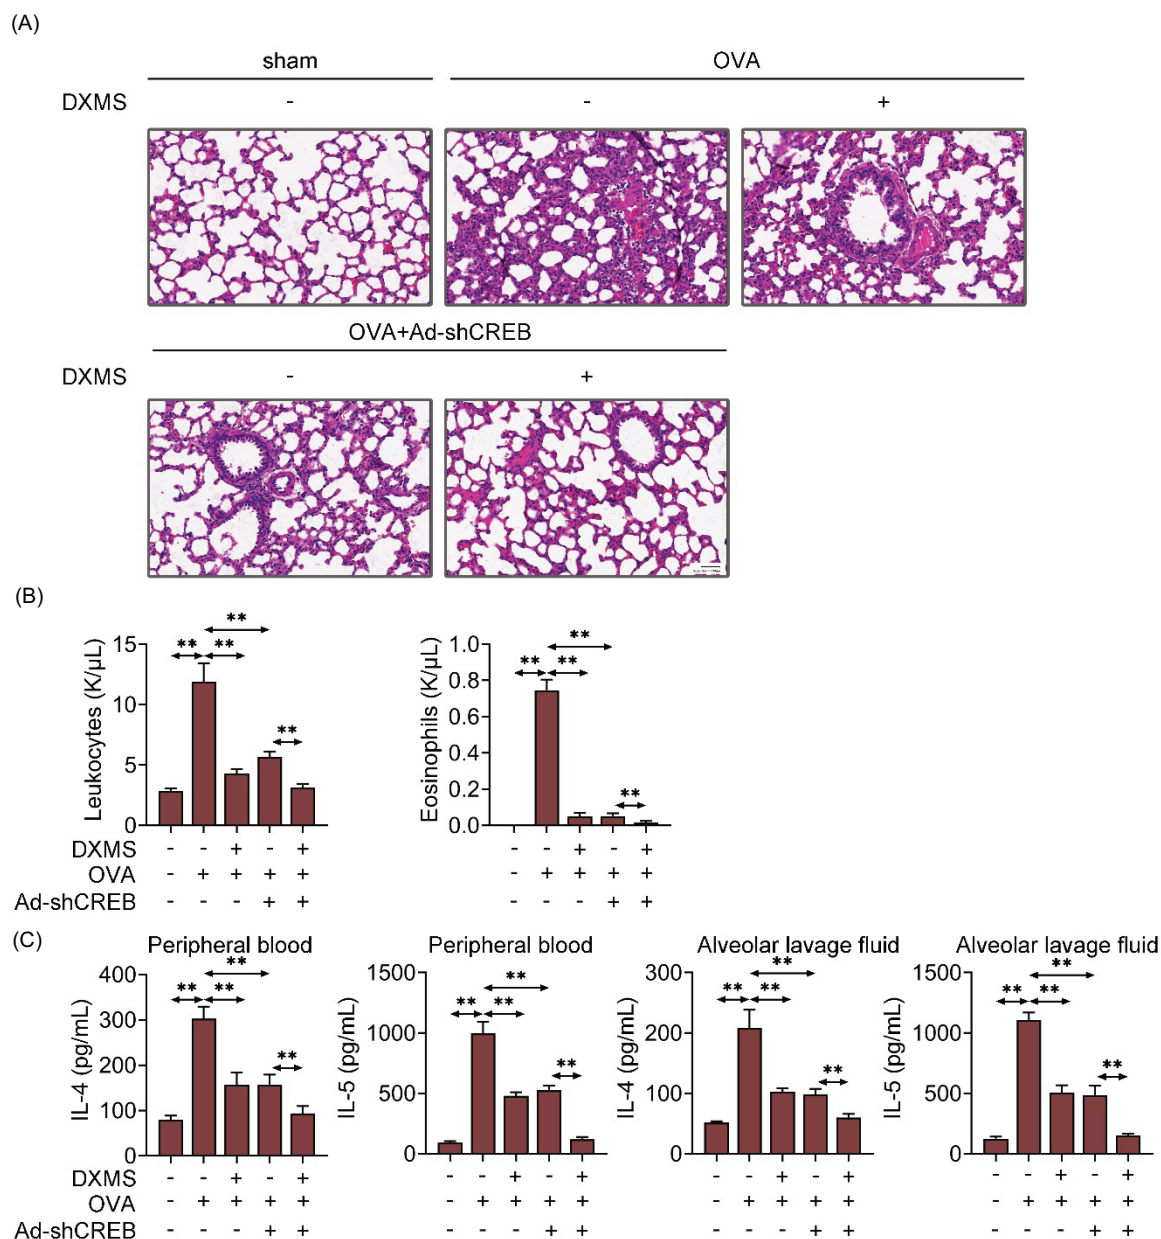 (A)
sham OVA
DXMS - - +
OVA+Ad-shCREB
DXMS - +
(B)
Leukocytes (K/μL)
15
10
5
0
** ** ** **
DXMS - - + - +
OVA - + + + +
Ad-shCREB - - - + +
Eosinophils (K/μL)
1.0
0.8
0.6
0.4
0.2
0.0
** ** ** **
- - + - +
- + + + +
- - - + +
(C)
Peripheral blood
IL-4 (pg/mL)
400
300
200
100
0
** ** ** **
DXMS - - + - +
OVA - + + + +
Ad-shCREB - - - + +
Peripheral blood
IL-5 (pg/mL)
1500
1000
500
0
** ** ** **
- - + - +
- + + + +
- - - + +
Alveolar lavage fluid
IL-4 (pg/mL)
300
200
100
0
** ** ** **
- - + - +
- + + + +
- - - + +
Alveolar lavage fluid
IL-5 (pg/mL)
1500
1000
500
0
** ** ** **
- - + - +
- + + + +
- - - + +